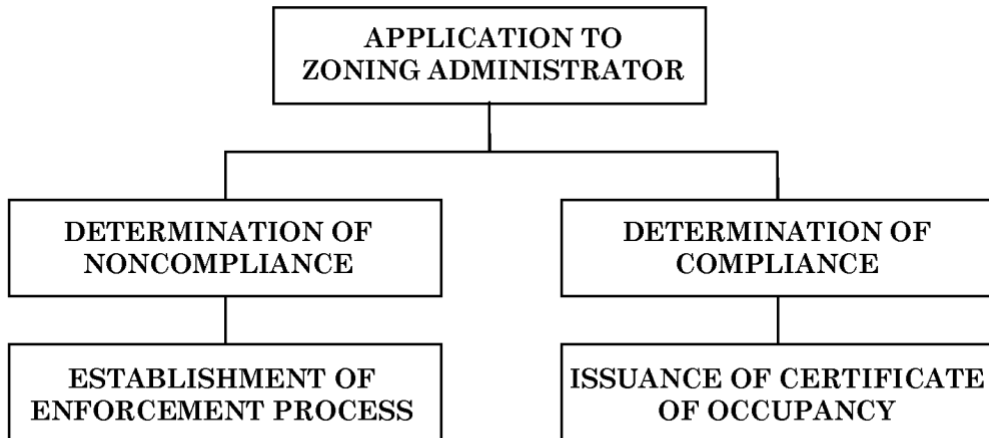 APPLICATION TO
ZONING ADMINISTRATOR
DETERMINATION OF
NONCOMPLIANCE
DETERMINATION OF
COMPLIANCE
ESTABLISHMENT OF
ENFORCEMENT PROCESS
ISSUANCE OF CERTIFICATE
OF OCCUPANCY